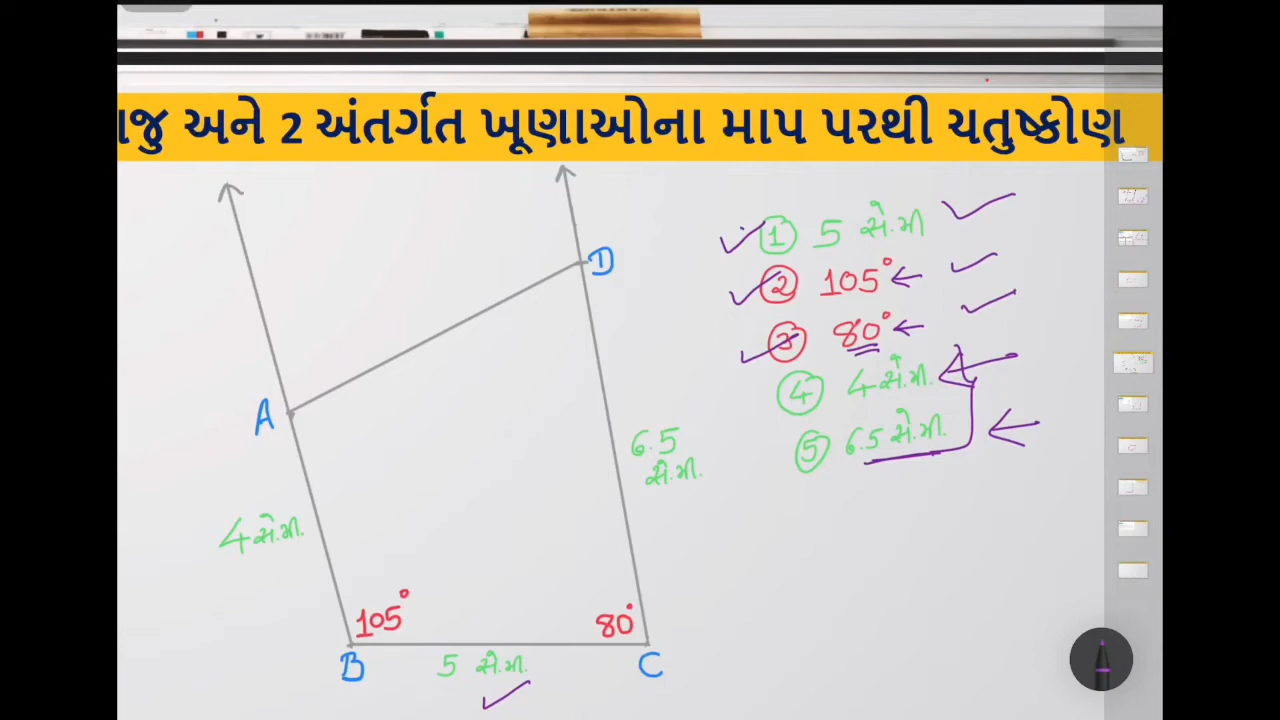 અને 2 અંતર્ગત ખૂણાઓના માપ પરથી ચતુષ્કોણ
① 5 સે.મી
② 105°
③ 80°
④ 4 સે.મી.
⑤ 6.5 સે.મી.
D
A
6.5
સે.મી.
4 સે.મી.
105°
80°
B
5 સે.મી.
C